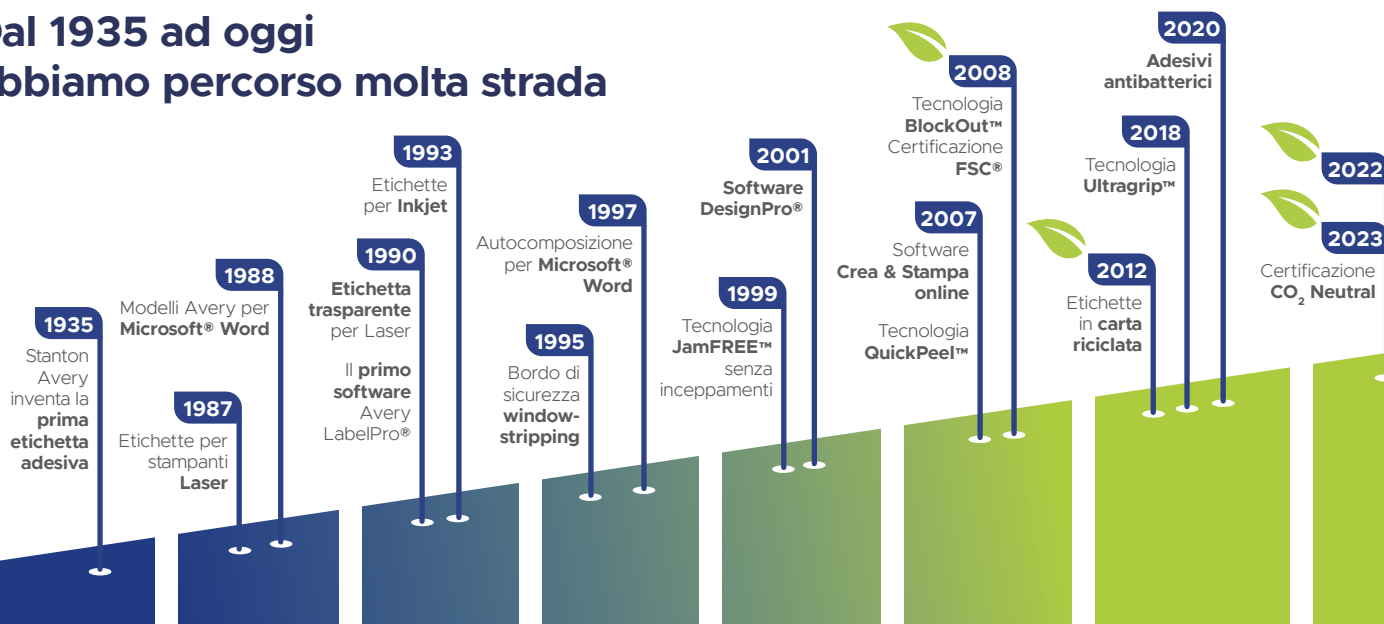 al 1935 ad oggi
bbiamo percorso molta strada
1935
Stanton
Avery
inventa la
prima
etichetta
adesiva
1987
Etichette per
stampanti
Laser
1988
Modelli Avery per
Microsoft® Word
1990
Etichetta
trasparente
per Laser
Il primo
software
Avery
LabelPro®
1993
Etichette
per Inkjet
1995
Bordo di
sicurezza
window-
stripping
1997
Autocomposizione
per Microsoft®
Word
1999
Tecnologia
JamFREE™
senza
inceppamenti
2001
Software
DesignPro®
2007
Software
Crea & Stampa
online
Tecnologia
QuickPeel™
2008
Tecnologia
BlockOut™
Certificazione
FSC®
2012
Etichette
in carta
riciclata
2018
Tecnologia
Ultragrip™
2020
Adesivi
antibatterici
2022
2023
Certificazione
CO₂ Neutral